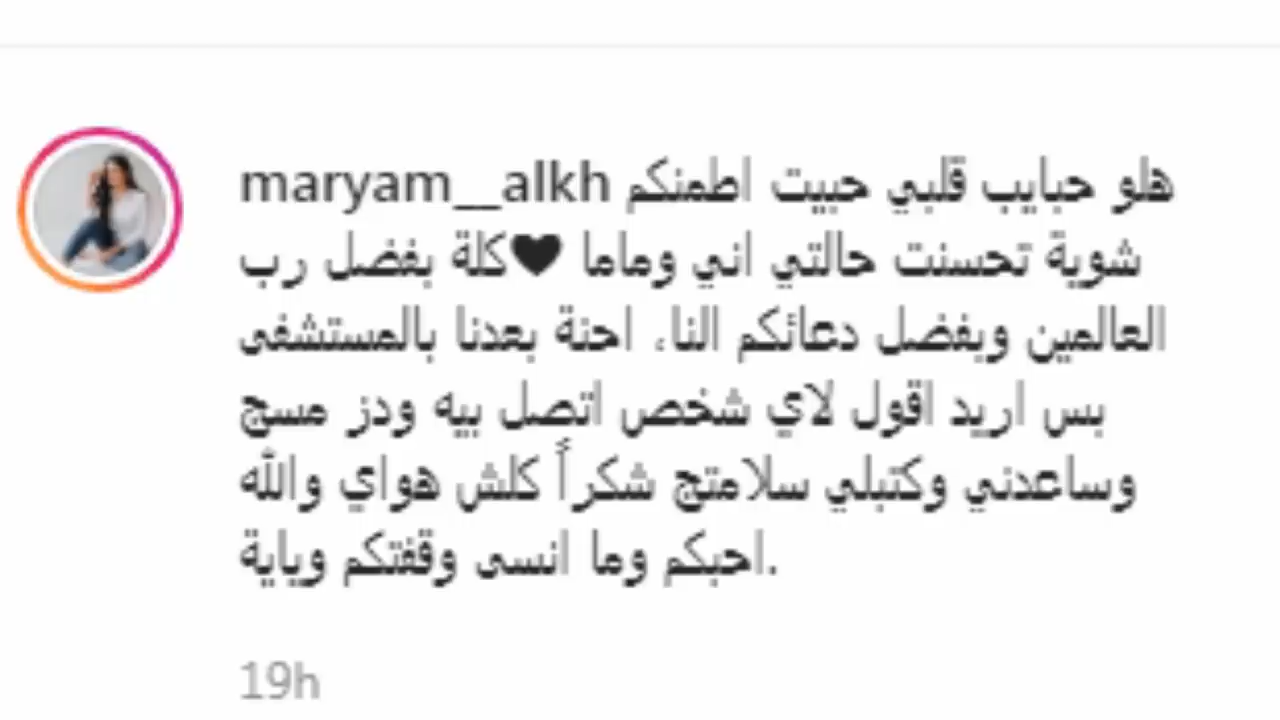 maryam__alkh هلو حبايب قلبي حبيت اطمنكم
شوية تحسنت حالتي اني وماما ♥كلة بفضل رب
العالمين وبفضل دعائكم النا، احنة بعدنا بالمستشفى
بس اريد اقول لاي شخص اتصل بيه ودز مسج
وساعدني وكتبلي سلامتج شكراً كلش هواي والله
احبكم وما انسى وقفتكم وياية.
19h